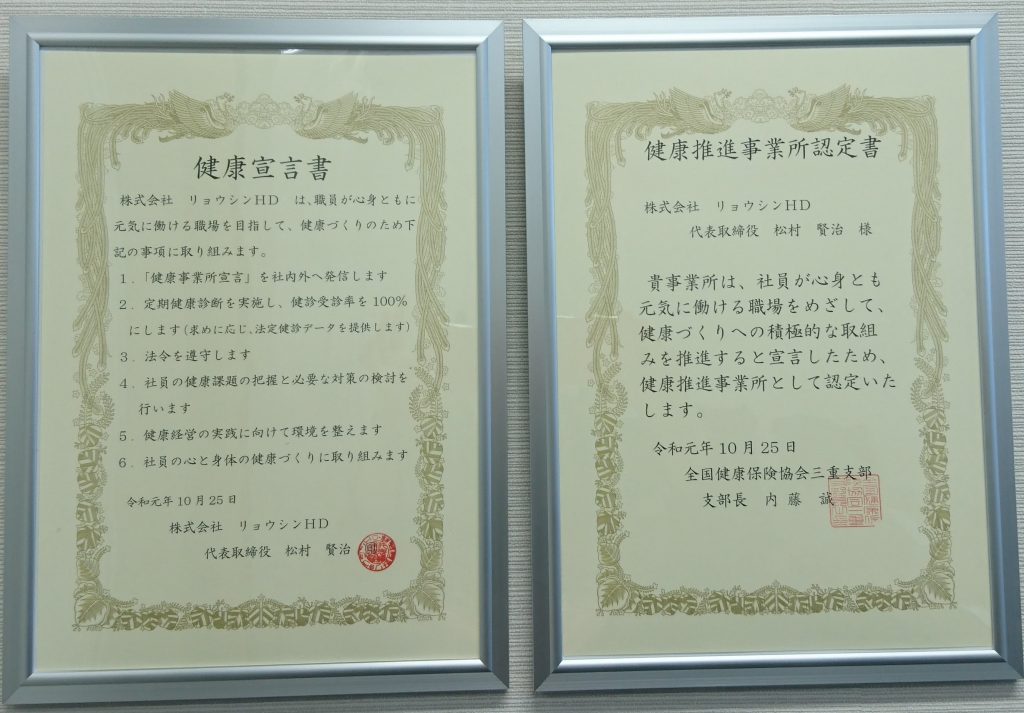 健康宣言書
株式会社　リョウシンHD　は、職員が心身ともに
元気に働ける職場を目指して、健康づくりのため下
記の事項に取り組みます。
1．「健康事業所宣言」を社内外へ発信します
2．定期健康診断を実施し、健診受診率を100%
にします(求めに応じ、法定健診データを提供します)
3．法令を遵守します
4．社員の健康課題の把握と必要な対策の検討を
行います
5．健康経営の実践に向けて環境を整えます
6．社員の心と身体の健康づくりに取り組みます
令和元年10月25日
株式会社　リョウシンHD
代表取締役　松村　賢治
健康推進事業所認定書
株式会社　リョウシンHD
代表取締役　松村　賢治　様
貴事業所は、社員が心身とも
元気に働ける職場をめざして、
健康づくりへの積極的な取組
みを推進すると宣言したため、
健康推進事業所として認定いた
します。
令和元年10月25日
全国健康保険協会三重支部
支部長　内藤　誠